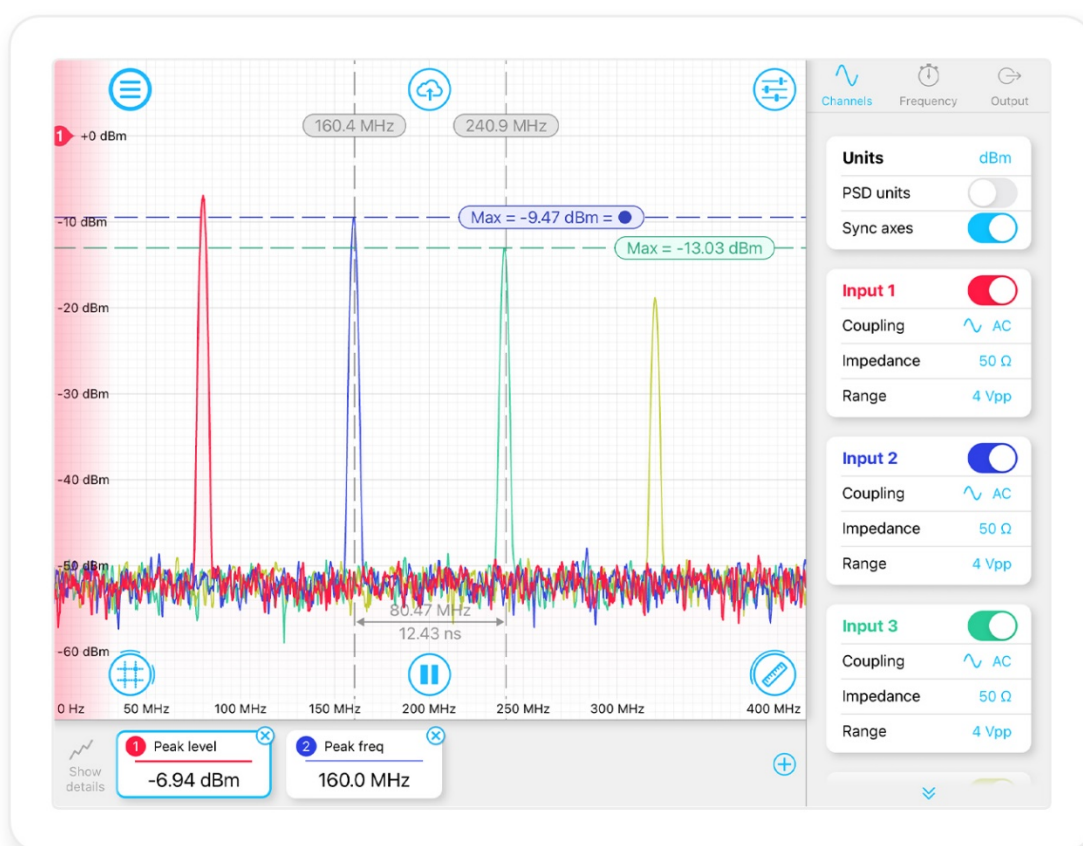 160.4 MHz
240.9 MHz
1
+0 dBm
-10 dBm
Max = -9.47 dBm =
Max = -13.03 dBm
-20 dBm
-30 dBm
-40 dBm
-50 dBm
80.47 MHz
12.43 ns
-60 dBm
0 Hz
50 MHz
100 MHz
150 MHz
200 MHz
250 MHz
300 MHz
400 MHz
Show
details
1 Peak level
-6.94 dBm
2 Peak freq
160.0 MHz
Channels
Frequency
Output
Units dBm
PSD units
Sync axes
Input 1
Coupling AC
Impedance 50 Ω
Range 4 Vpp
Input 2
Coupling AC
Impedance 50 Ω
Range 4 Vpp
Input 3
Coupling AC
Impedance 50 Ω
Range 4 Vpp